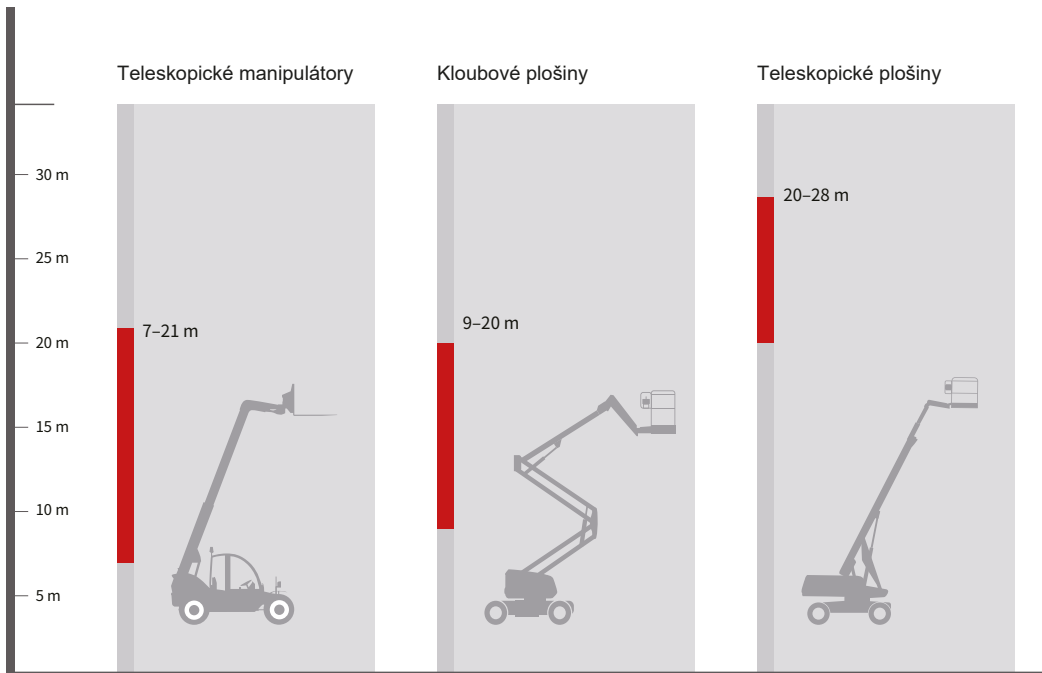 Teleskopické manipulátory
Kloubové plošiny
Teleskopické plošiny
30 m
20–28 m
25 m
9–20 m
7–21 m
20 m
15 m
10 m
5 m